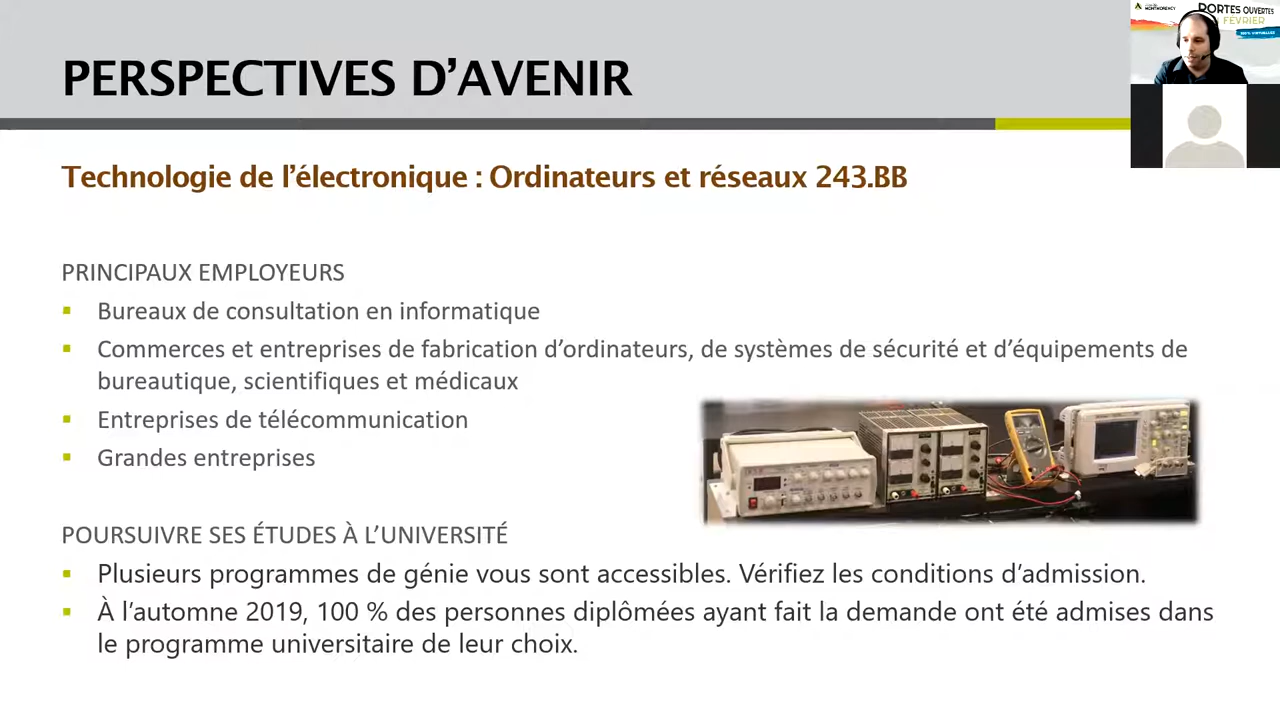 PERSPECTIVES D’AVENIR
MONTMORENCY
PORTES OUVERTES
FÉVRIER
100% VIRTUELLES
Technologie de l’électronique : Ordinateurs et réseaux 243.BB
PRINCIPAUX EMPLOYEURS
Bureaux de consultation en informatique
Commerces et entreprises de fabrication d’ordinateurs, de systèmes de sécurité et d’équipements de
bureautique, scientifiques et médicaux
Entreprises de télécommunication
Grandes entreprises
POURSUIVRE SES ÉTUDES À L’UNIVERSITÉ
Plusieurs programmes de génie vous sont accessibles. Vérifiez les conditions d’admission.
À l’automne 2019, 100 % des personnes diplômées ayant fait la demande ont été admises dans
le programme universitaire de leur choix.